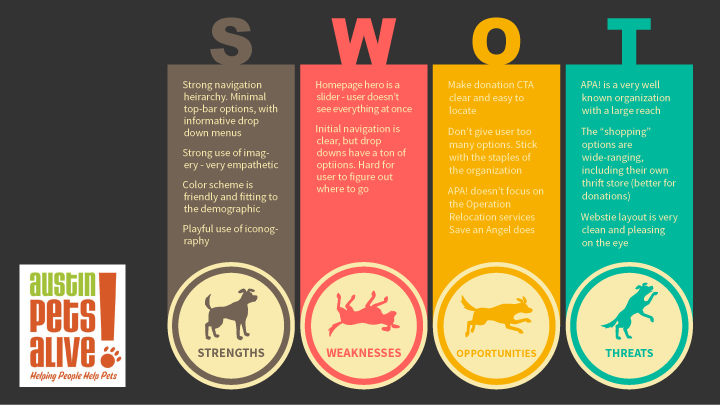 S W O T
Strong navigation
heirarchy. Minimal
top-bar options, with
informative drop
down menus
Strong use of imag-
ery - very empathetic
Color scheme is
friendly and fitting to
the demographic
Playful use of iconog-
raphy
STRENGTHS
Homepage hero is a
slider - user doesn't
see everything at once
Initial navigation is
clear, but drop
downs have a ton of
optiions. Hard for
user to figure out
where to go
WEAKNESSES
Make donation CTA
clear and easy to
locate
Don't give user too
many options. Stick
with the staples of
the organization
APA! doesn't focus on
the Operation
Relocation services
Save an Angel does
OPPORTUNITIES
APA! is a very well
known organization
with a large reach
The “shopping”
options are
wide-ranging,
including their own
thrift store (better for
donations)
Webstie layout is very
clean and pleasing
on the eye
THREATS
austin
pets
alive!
Helping People Help Pets